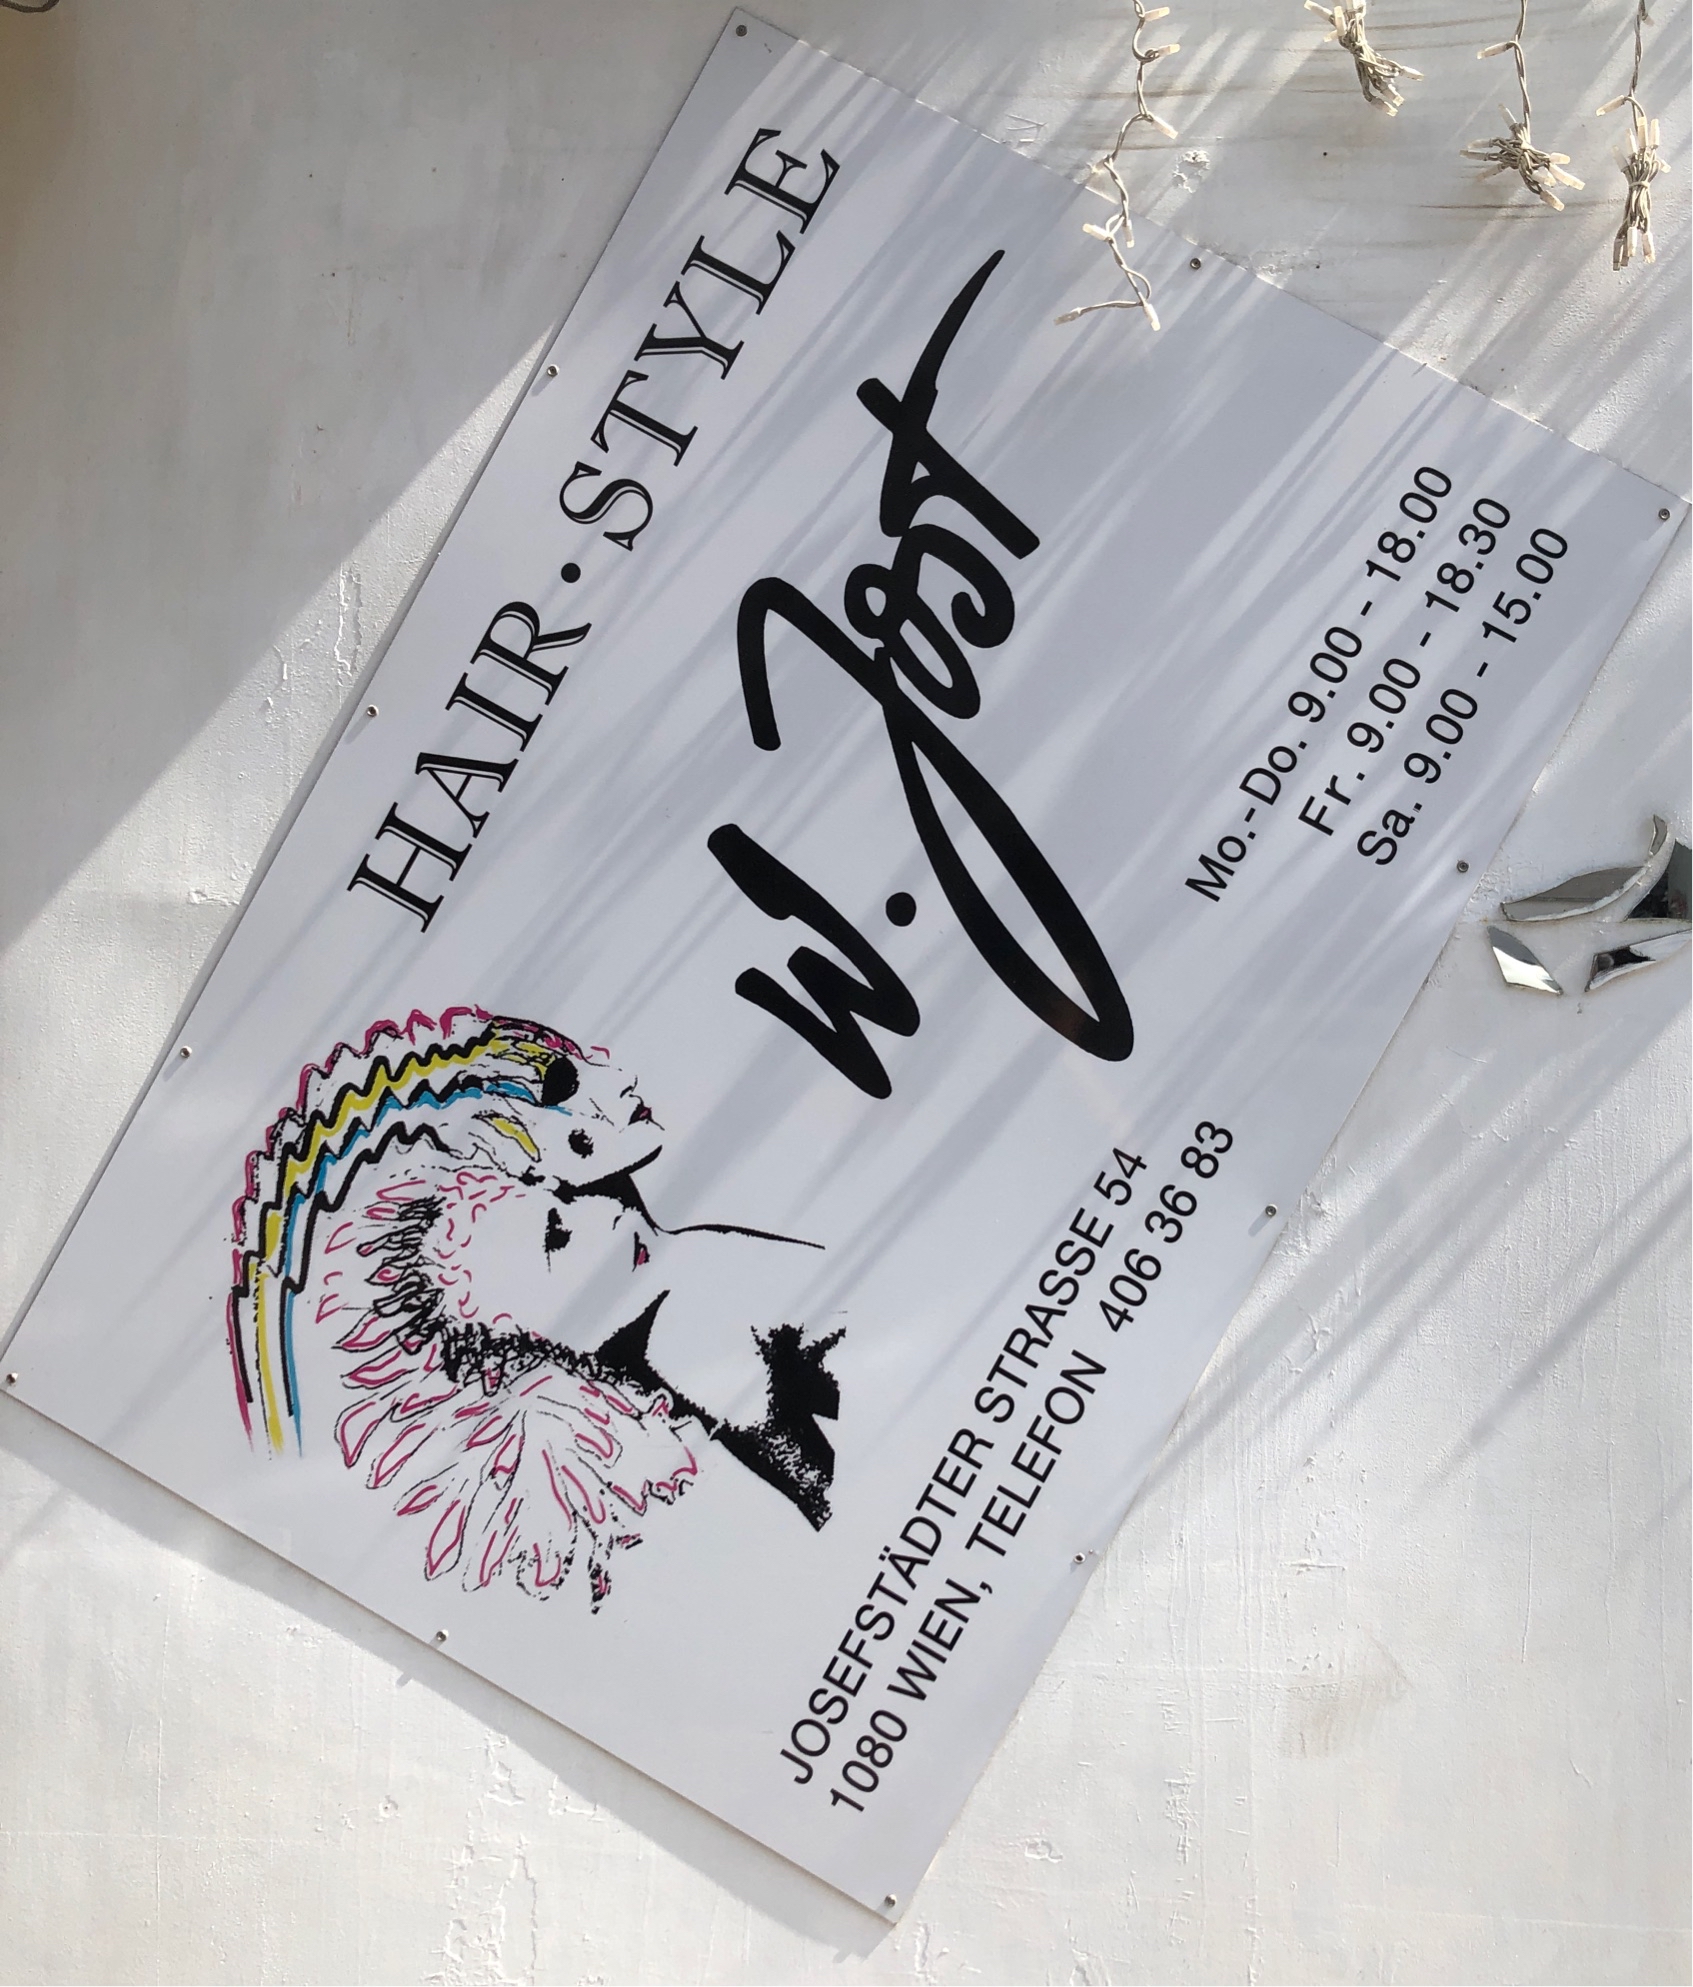 HAIR · STYLE
W. Jost
JOSEFSTÄDTER STRASSE 54
1080 WIEN, TELEFON 406 36 83
Mo.-Do. 9.00 - 18.00
Fr. 9.00 - 18.30
Sa. 9.00 - 15.00